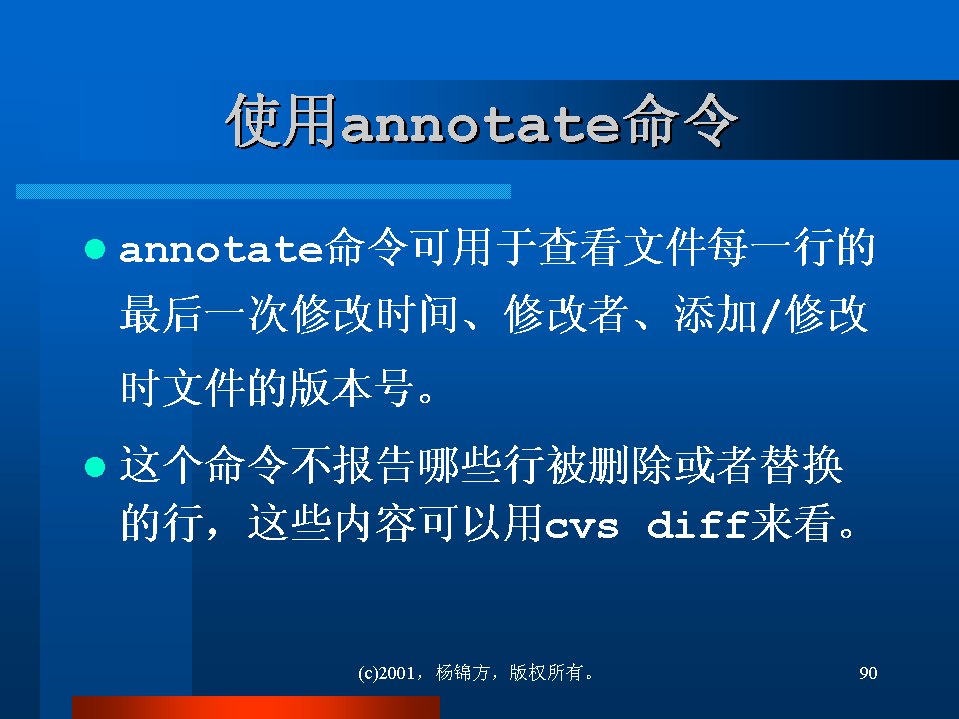 使用annotate命令
annotate命令可用于查看文件每一行的
最后一次修改时间、修改者、添加/修改
时文件的版本号。
这个命令不报告哪些行被删除或者替换
的行，这些内容可以用cvs diff来看。
(c)2001，杨锦方，版权所有。
90